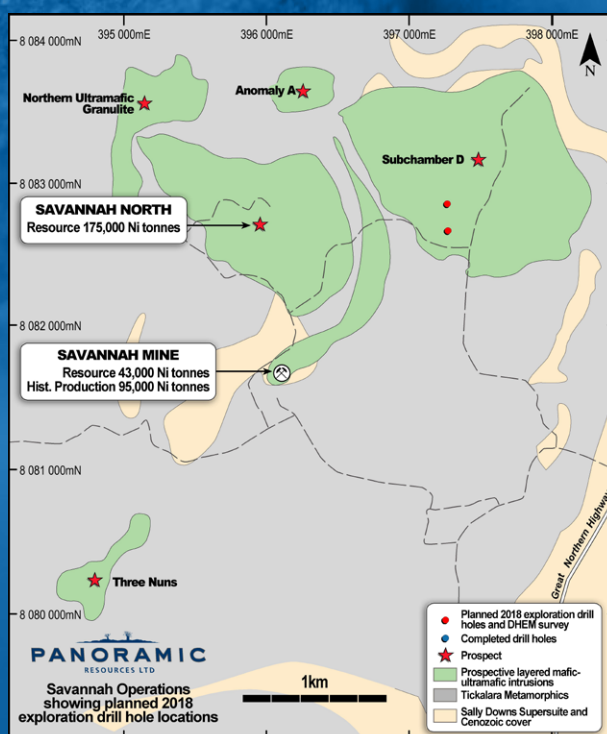 395 000mE
396 000mE
397 000mE
398 000mE
8 084 000mN
N
Northern Ultramafic
Granulite
Anomaly A
Subchamber D
8 083 000mN
SAVANNAH NORTH
Resource 175,000 Ni tonnes
8 082 000mN
SAVANNAH MINE
Resource 43,000 Ni tonnes
Hist. Production 95,000 Ni tonnes
8 081 000mN
Great Northern Highway
Three Nuns
8 080 000mN
PANORAMIC
RESOURCES LTD
Savannah Operations
showing planned 2018
exploration drill hole locations
1km
Planned 2018 exploration drill
holes and DHEM survey
Completed drill holes
Prospect
Prospective layered mafic-
ultramafic intrusions
Tickalara Metamorphics
Sally Downs Supersuite and
Cenozoic cover